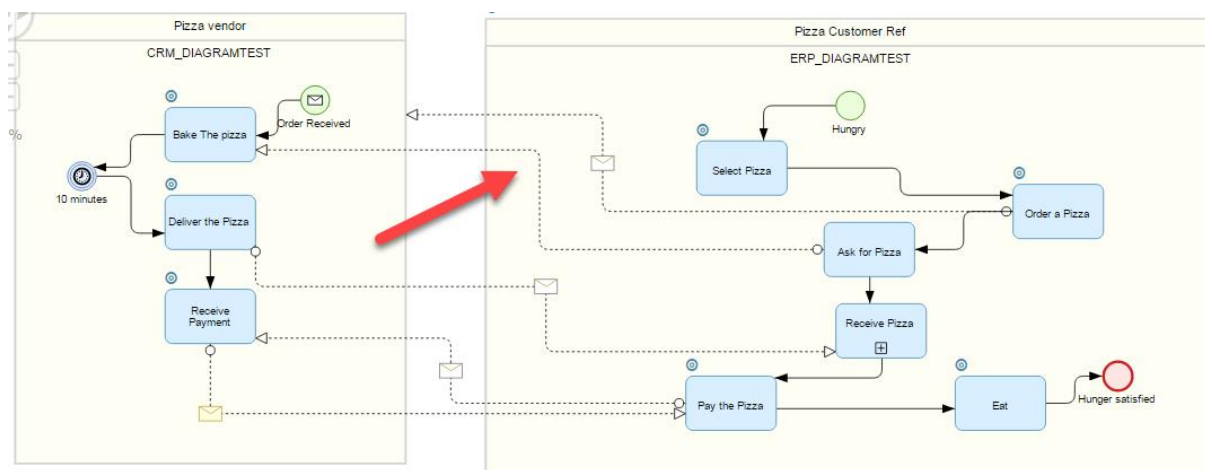 Pizza vendor
CRM_DIAGRAMTEST
Bake The pizza
Order Received
10 minutes
Deliver the Pizza
Receive
Payment
%
Pizza Customer Ref
ERP_DIAGRAMTEST
Hungry
Select Pizza
Order a Pizza
Ask for Pizza
Receive Pizza
Pay the Pizza
Eat
Hunger satisfied